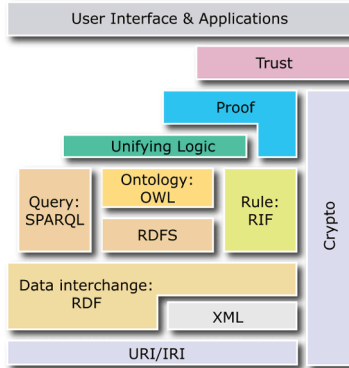 User Interface & Applications
Trust
Proof
Unifying Logic
Query:
SPARQL
Ontology:
OWL
RDFS
Rule:
RIF
Crypto
Data interchange:
RDF
XML
URI/IRI